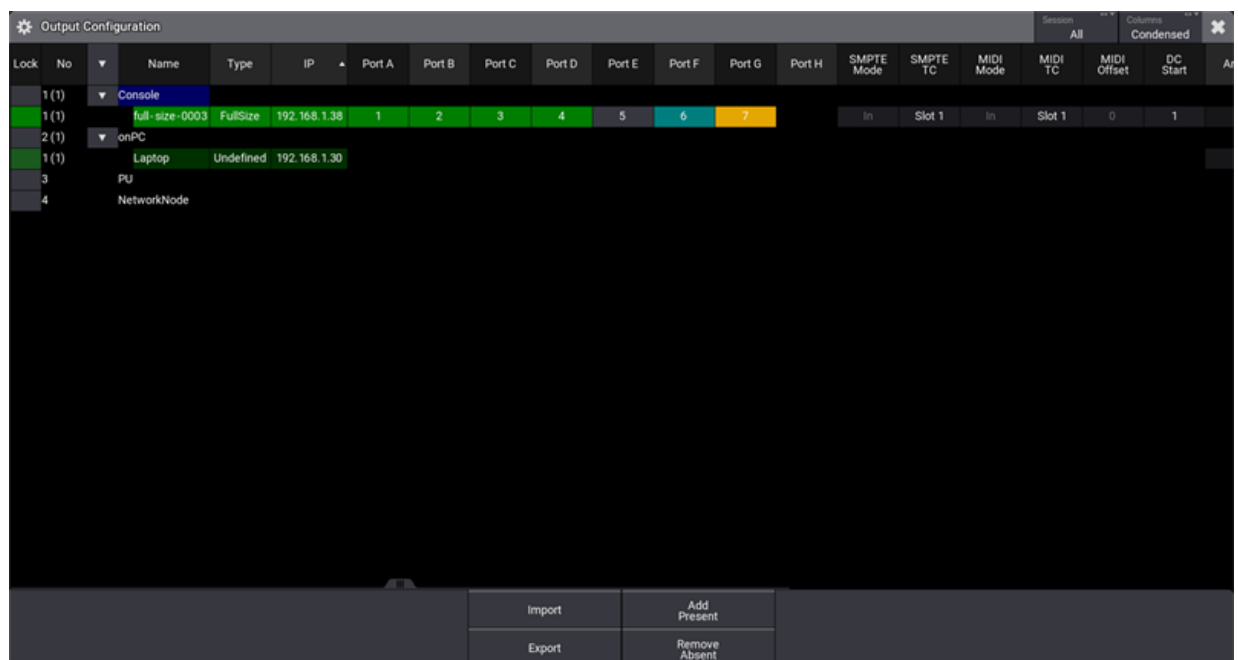 Output Configuration Session All Columns Condensed
Lock No Name Type IP Port A Port B Port C Port D Port E Port F Port G Port H SMPTE Mode SMPTE TC MIDI Mode MIDI TC MIDI Offset DC Start
1 (1) Console
1 (1) full-size-0003 FullSize 192.168.1.38 1 2 3 4 5 6 7 In Slot 1 In Slot 1 0 1
2 (1) onPC
1 (1) Laptop Undefined 192.168.1.30
3 PU
4 NetworkNode
Import Add Present
Export Remove Absent